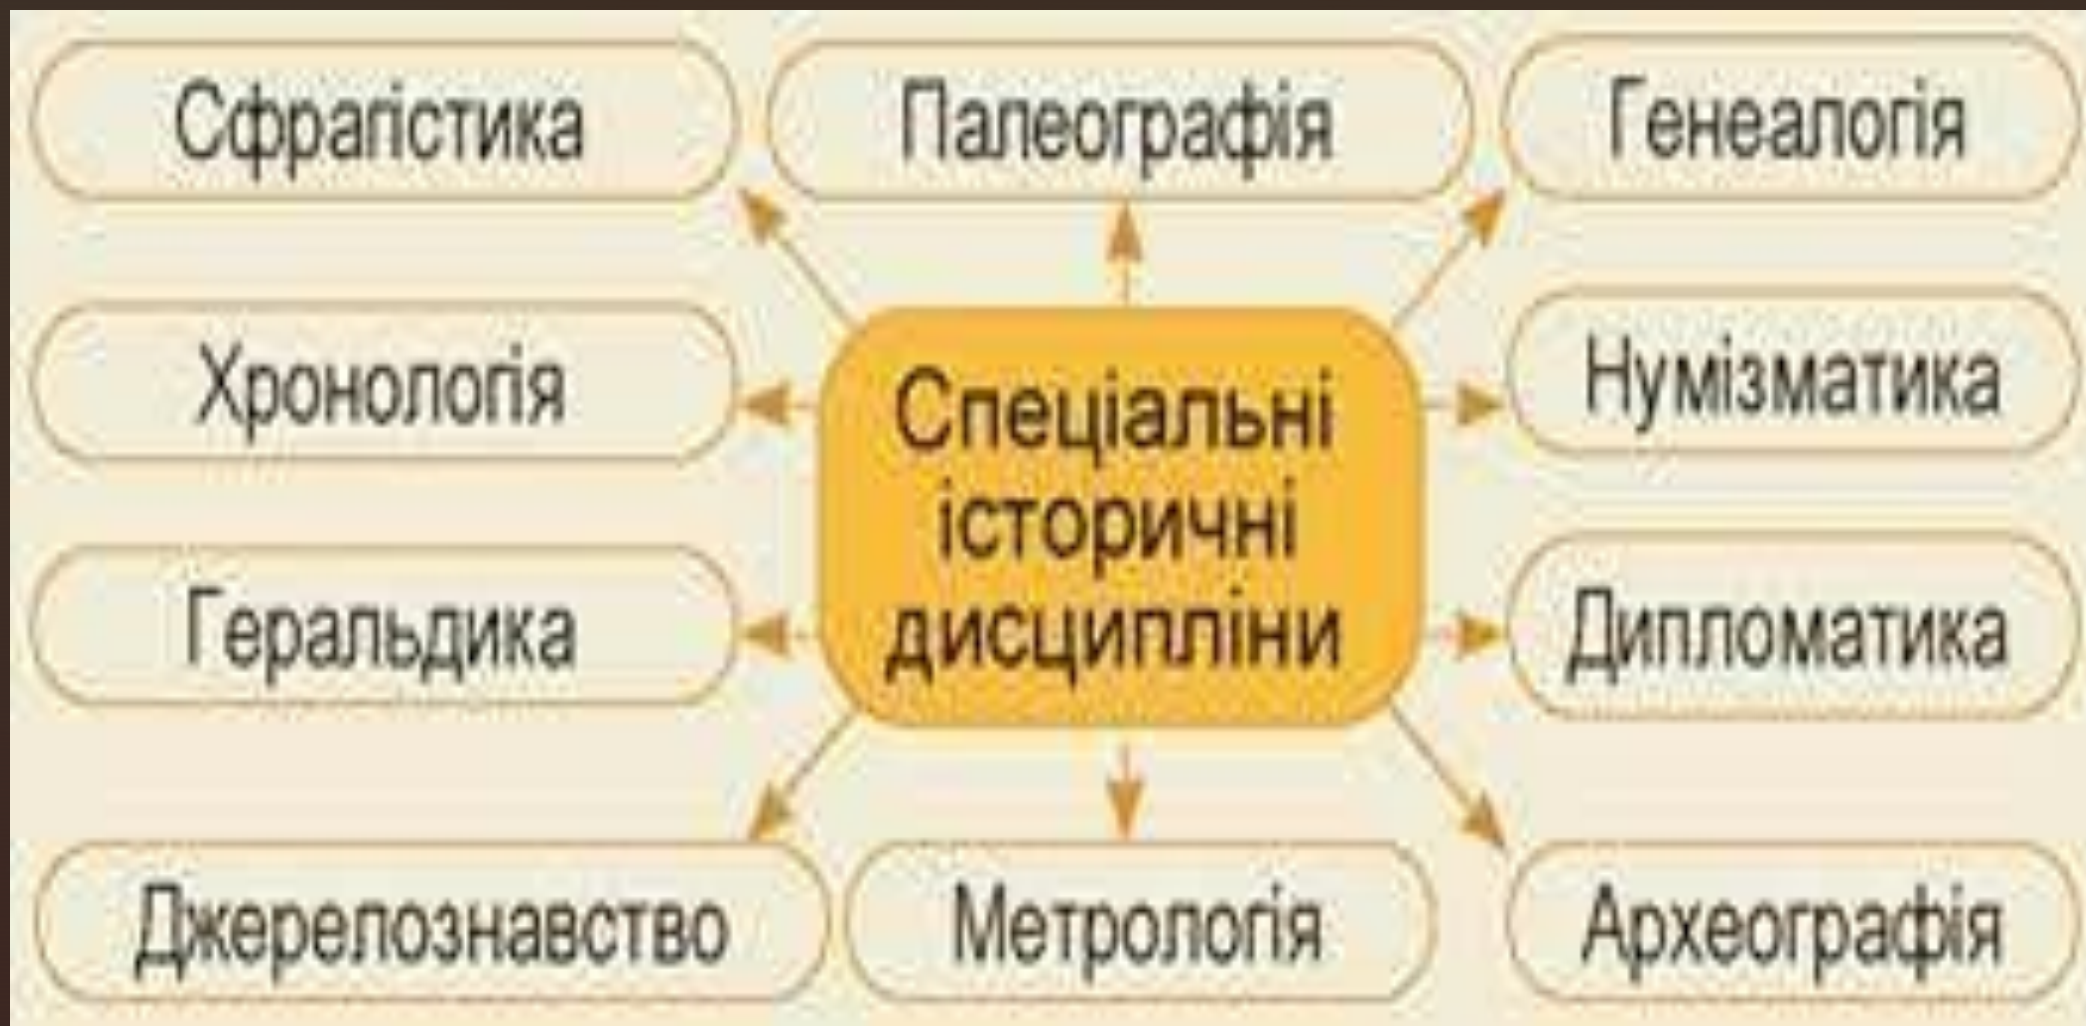 Сфрагістика
Палеографія
Генеалогія
Хронологія
Спеціальні
історичні
дисципліни
Нумізматика
Геральдика
Дипломатика
Джерелознавство
Метрологія
Археографія